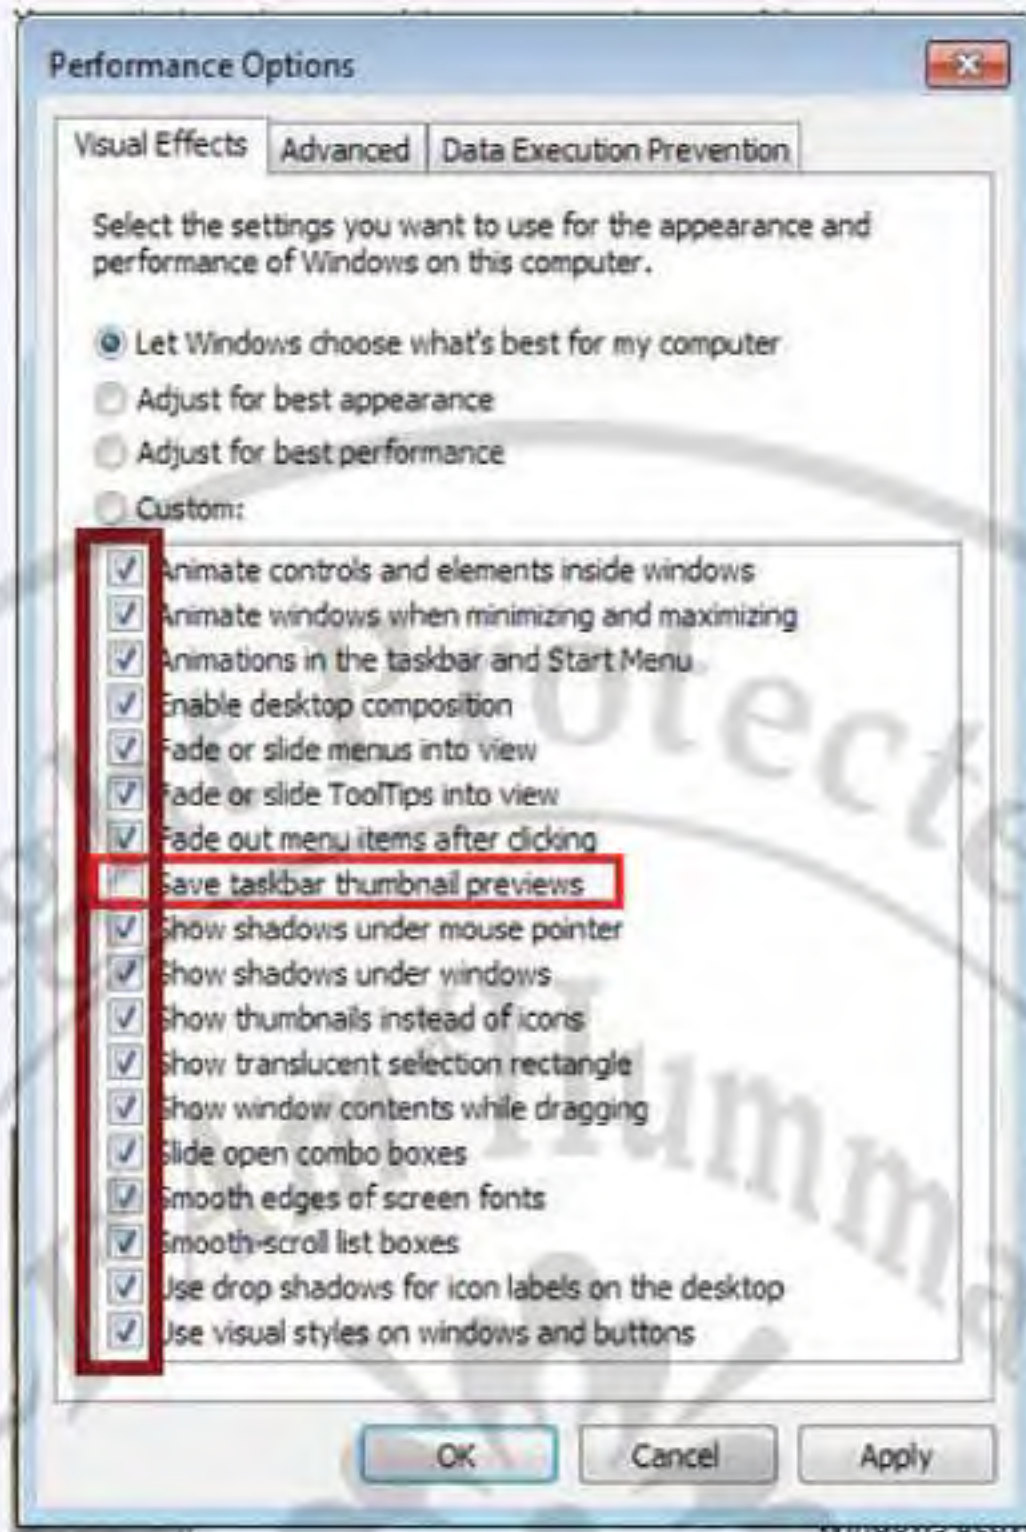 Performance Options
Visual Effects
Advanced
Data Execution Prevention
Select the settings you want to use for the appearance and
performance of Windows on this computer.
Let Windows choose what's best for my computer
Adjust for best appearance
Adjust for best performance
Custom:
Animate controls and elements inside windows
Animate windows when minimizing and maximizing
Animations in the taskbar and Start Menu
Enable desktop composition
Fade or slide menus into view
Fade or slide ToolTips into view
Fade out menu items after clicking
Save taskbar thumbnail previews
Show shadows under mouse pointer
Show shadows under windows
Show thumbnails instead of icons
Show translucent selection rectangle
Show window contents while dragging
Slide open combo boxes
Smooth edges of screen fonts
Smooth-scroll list boxes
Use drop shadows for icon labels on the desktop
Use visual styles on windows and buttons
OK
Cancel
Apply